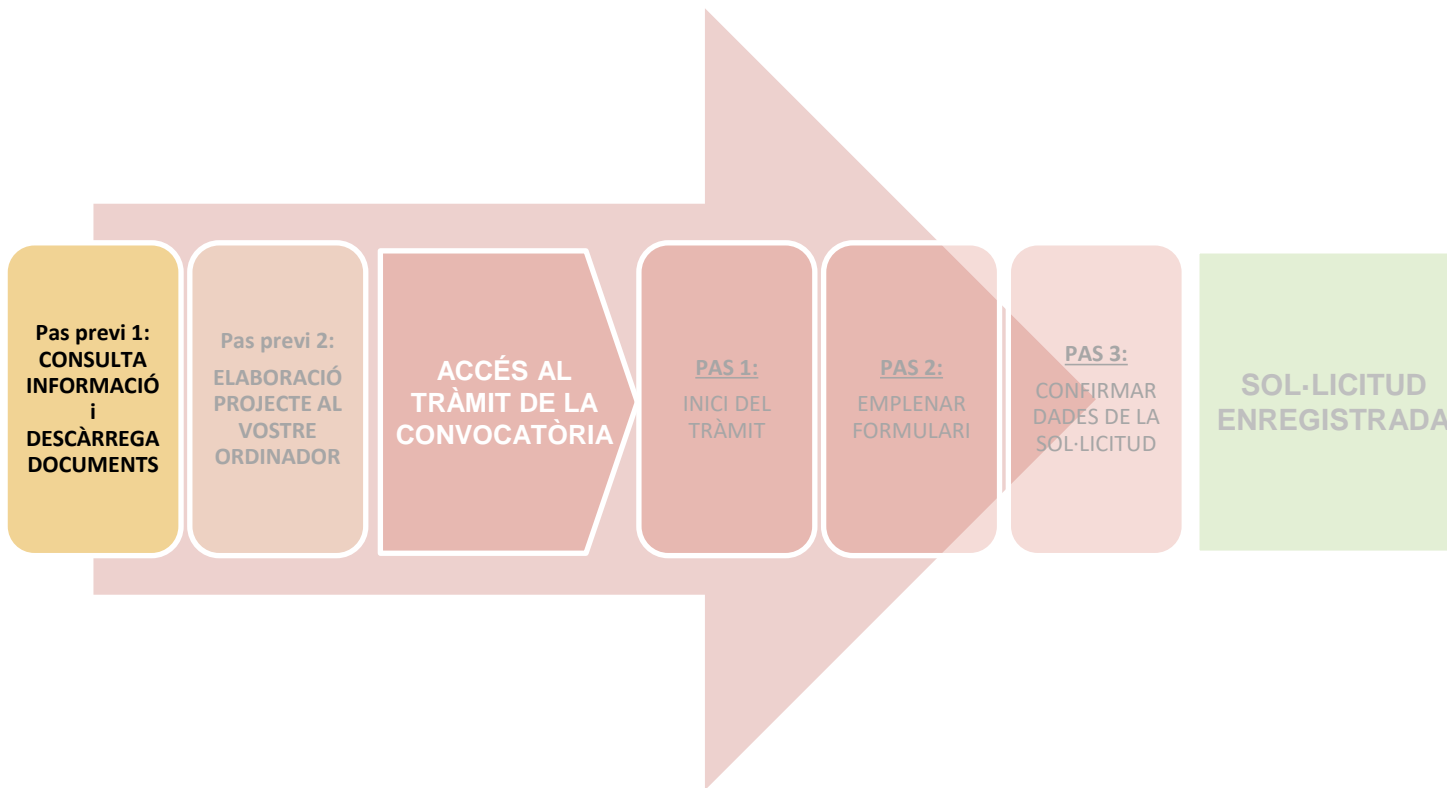 Pas previ 1:
CONSULTA
INFORMACIÓ
i
DESCÀRREGA
DOCUMENTS
Pas previ 2:
ELABORACIÓ
PROJECTE AL
VOSTRE
ORDINADOR
ACCÉS AL
TRÀMIT DE LA
CONVOCATÒRIA
PAS 1:
INICI DEL
TRÀMIT
PAS 2:
EMPLENAR
FORMULARI
PAS 3:
CONFIRMAR
DADES DE LA
SOL·LICITUD
SOL·LICITUD
ENREGISTRADA